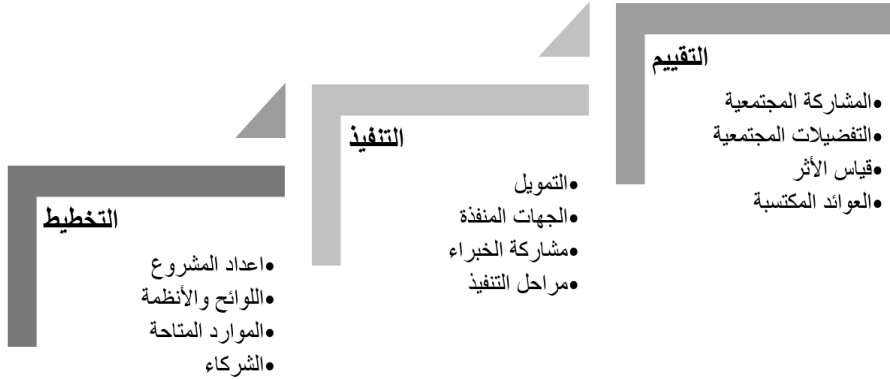 التخطيط
•اعداد المشروع
•اللوائح والأنظمة
•الموارد المتاحة
•الشركاء
التنفيذ
•التمويل
•الجهات المنفذة
•مشاركة الخبراء
•مراحل التنفيذ
التقييم
•المشاركة المجتمعية
•التفضيلات المجتمعية
•قياس الأثر
•العوائد المكتسبة